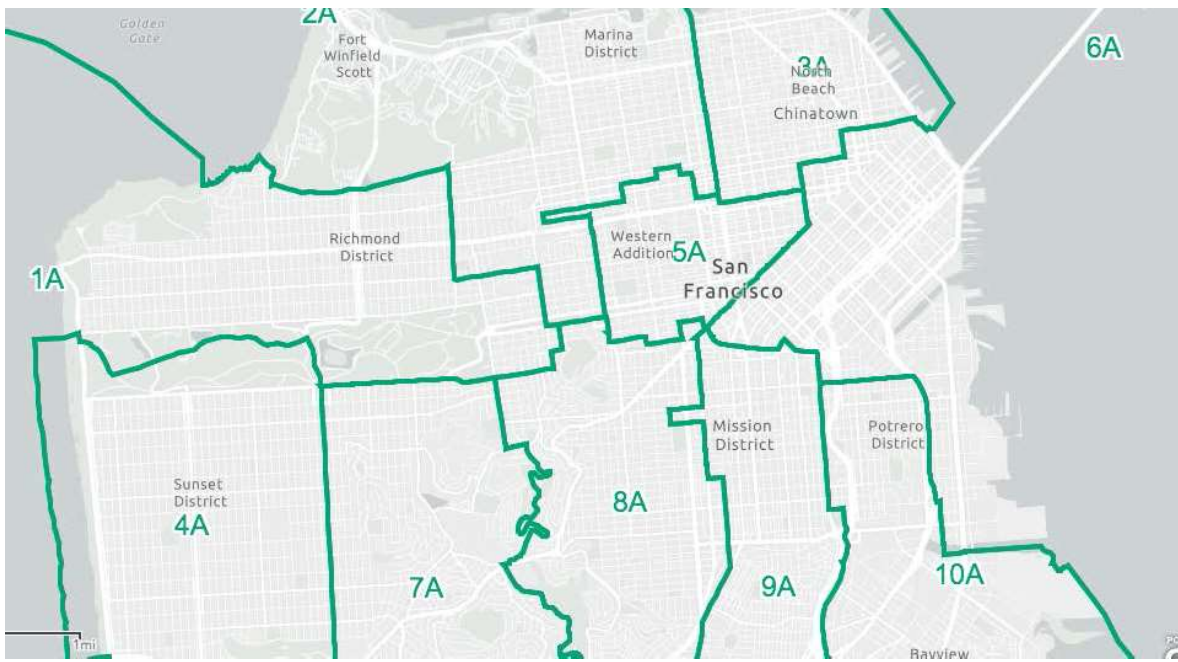 Golden
Gate
2A
Fort
Winfield
Scott
Marina
District
3A
North
Beach
Chinatown
6A
Richmond
District
Western
Addition
5A
San
Francisco
1A
Mission
District
Potrero
District
Sunset
District
4A
8A
7A
9A
10A
1mi
Bayview
PO